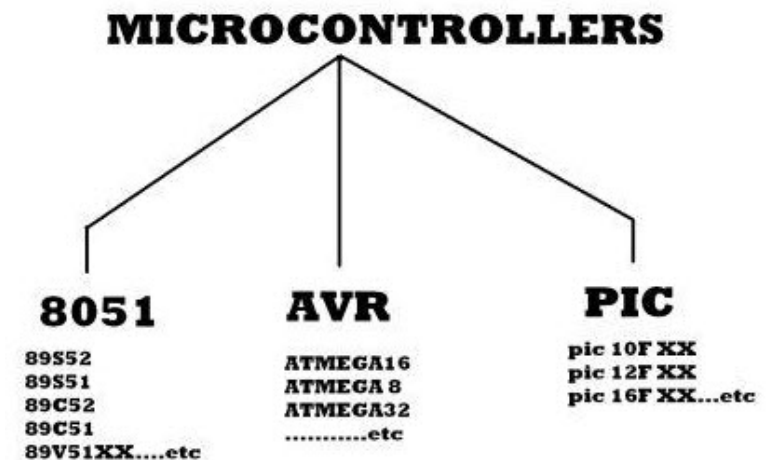 MICROCONTROLLERS
8051
89S52
89S51
89C52
89C51
89V51XX....etc
AVR
ATMEGA16
ATMEGA 8
ATMEGA32
...........etc
PIC
pic 10F XX
pic 12F XX
pic 16F XX...etc